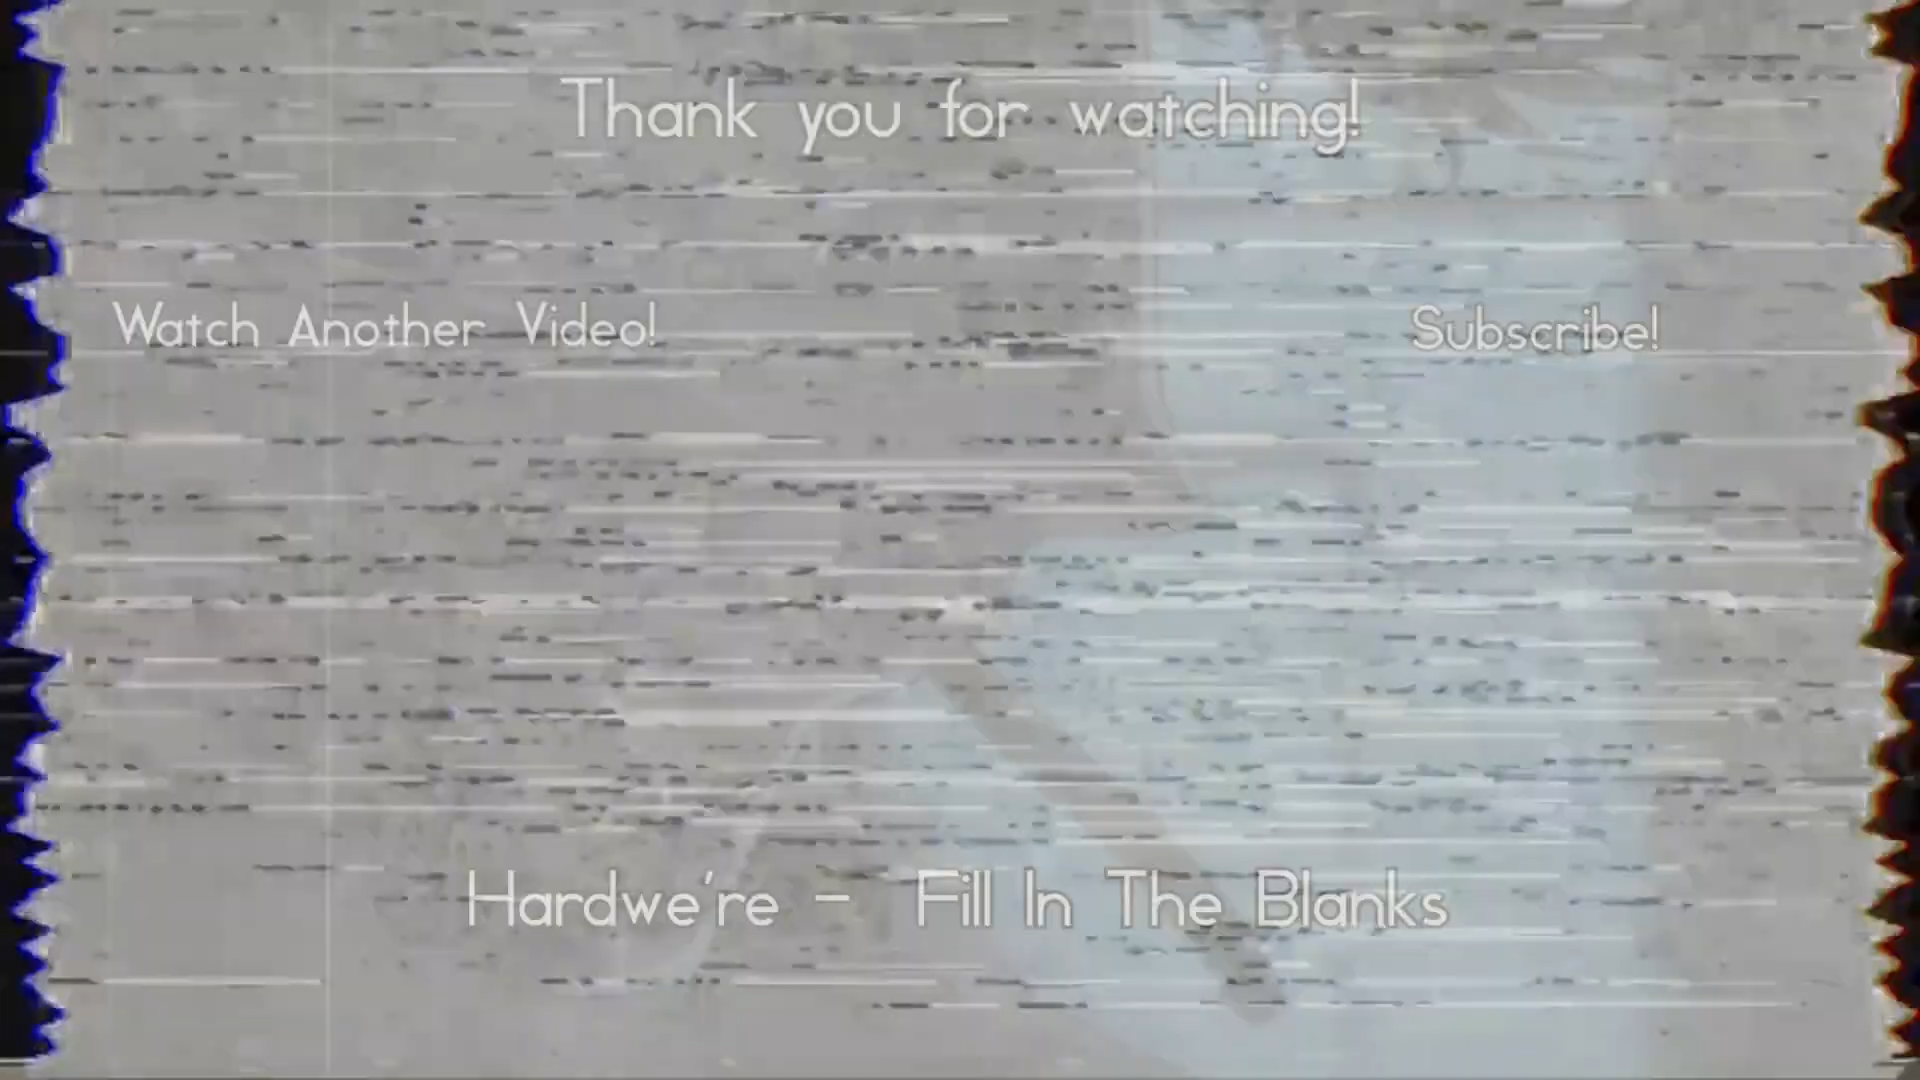 Thank you for watching!
Watch Another Video!
Subscribe!
Hardwe're - Fill In The Blanks